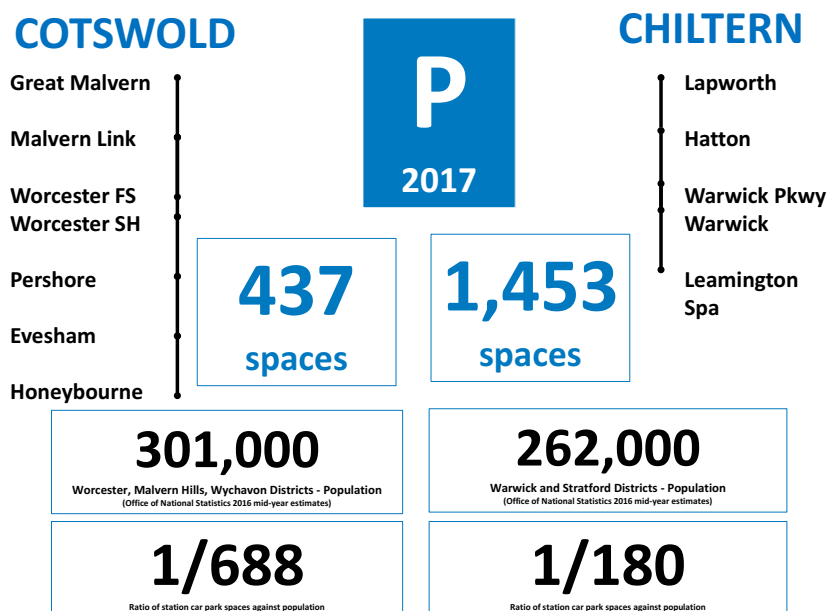 COTSWOLD
Great Malvern
Malvern Link
Worcester FS
Worcester SH
Pershore
Evesham
Honeybourne
P
2017
CHILTERN
Lapworth
Hatton
Warwick Pkwy
Warwick
Leamington
Spa
437
spaces
1,453
spaces
301,000
Worcester, Malvern Hills, Wychavon Districts - Population
(Office of National Statistics 2016 mid-year estimates)
262,000
Warwick and Stratford Districts - Population
(Office of National Statistics 2016 mid-year estimates)
1/688
Ratio of station car park spaces against population
1/180
Ratio of station car park spaces against population